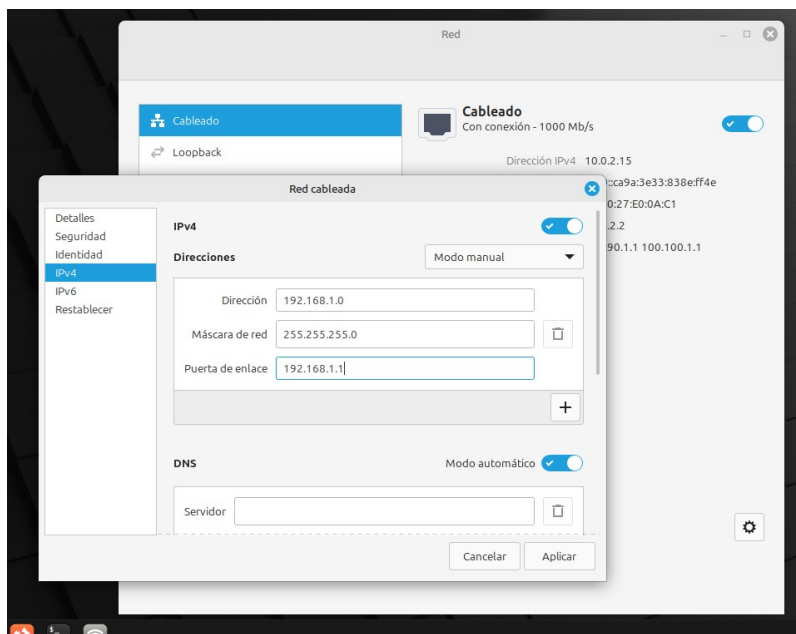 Red
Cableado
Loopback
Cableado
Con conexión - 1000 Mb/s
Dirección IPv4 10.0.2.15
::ca9a:3e33:838e:ff4e
0:27:E0:0A:C1
.2.2
90.1.1 100.100.1.1
Red cableada
Detalles
Seguridad
Identidad
IPv4
IPv6
Restablecer
IPv4
Direcciones
Modo manual
Dirección 192.168.1.0
Máscara de red 255.255.255.0
Puerta de enlace 192.168.1.1
DNS
Modo automático
Servidor
Cancelar
Aplicar